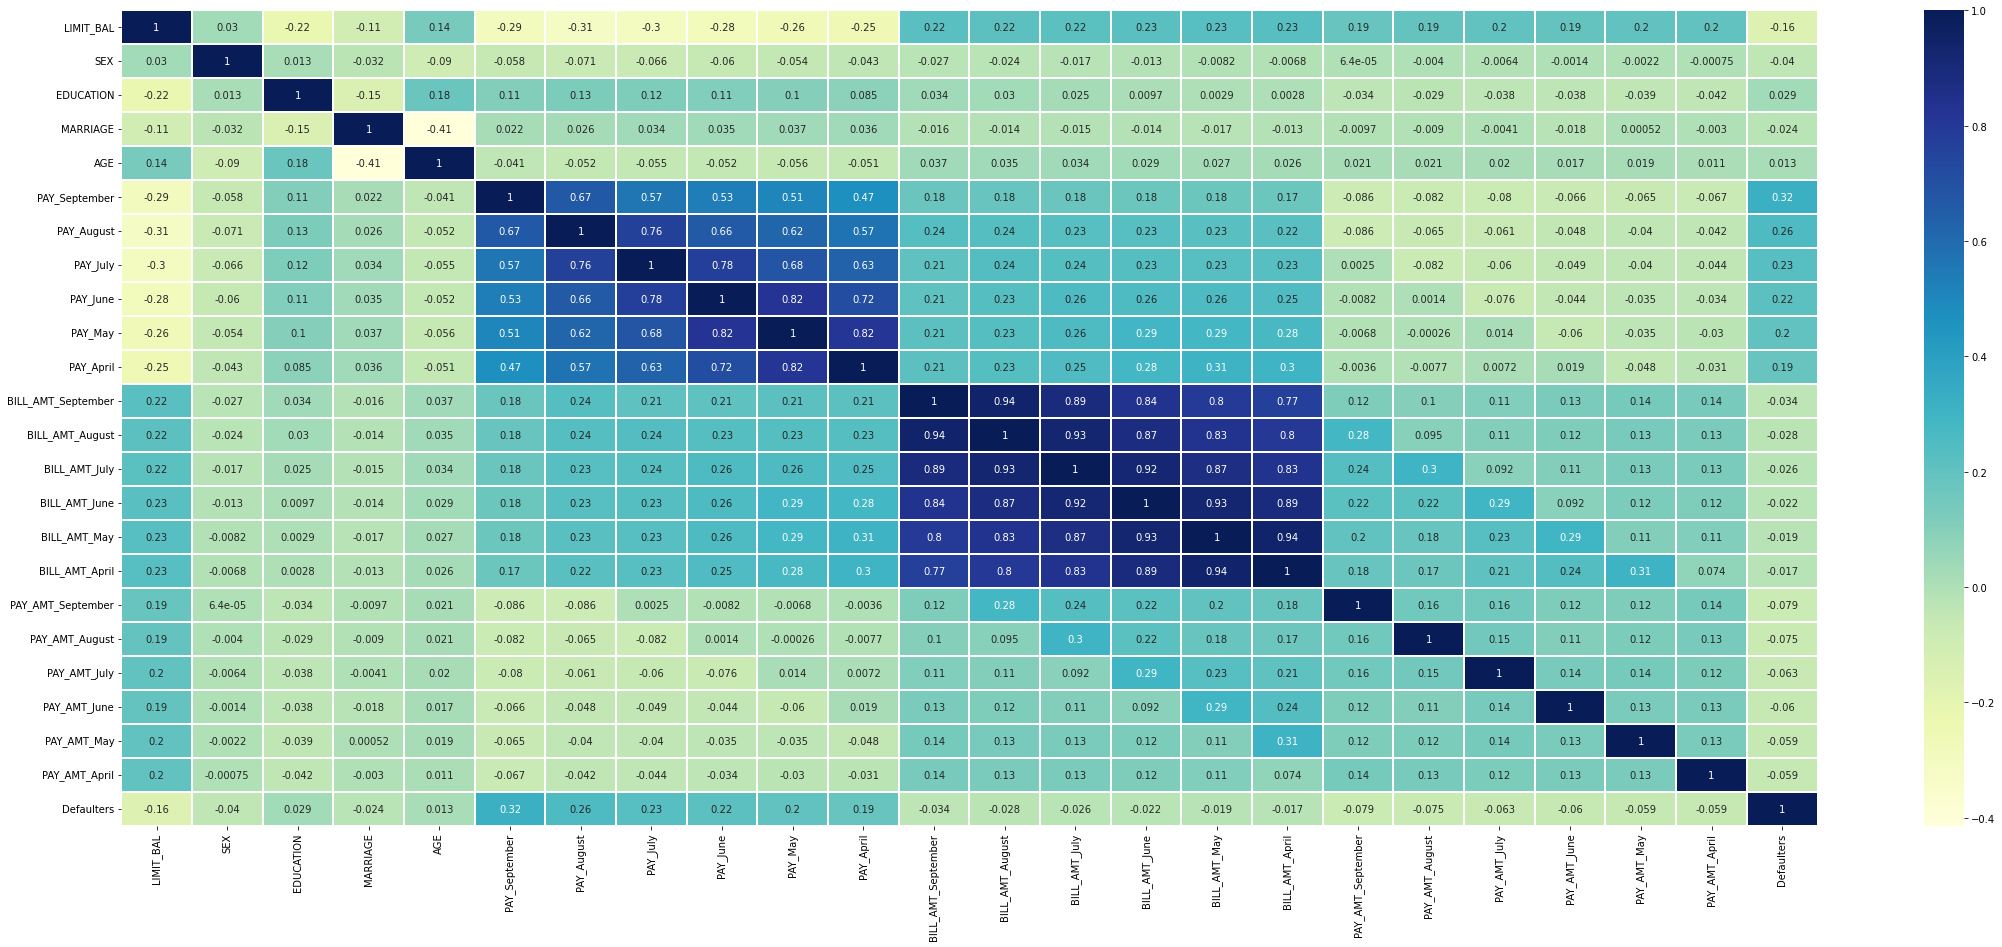 LIMIT_BAL 1 0.03 -0.22 -0.11 0.14 -0.29 -0.31 -0.3 -0.28 -0.26 -0.25 0.22 0.22 0.22 0.23 0.23 0.23 0.19 0.19 0.2 0.19 0.2 0.2 -0.16
SEX 0.03 1 0.013 -0.032 -0.09 -0.058 -0.071 -0.066 -0.06 -0.054 -0.043 -0.027 -0.024 -0.017 -0.013 -0.0082 -0.0068 6.4e-05 -0.004 -0.0064 -0.0014 -0.0022 -0.00075 -0.04
EDUCATION -0.22 0.013 1 -0.15 0.18 0.11 0.13 0.12 0.11 0.1 0.085 0.034 0.03 0.025 0.0097 0.0029 0.0028 -0.034 -0.029 -0.038 -0.038 -0.039 -0.042 0.029
MARRIAGE -0.11 -0.032 -0.15 1 -0.41 0.022 0.026 0.034 0.035 0.037 0.036 -0.016 -0.014 -0.015 -0.014 -0.017 -0.013 -0.0097 -0.009 -0.0041 -0.018 0.00052 -0.003 -0.024
AGE 0.14 -0.09 0.18 -0.41 1 -0.041 -0.052 -0.055 -0.052 -0.056 -0.051 0.037 0.035 0.034 0.029 0.027 0.026 0.021 0.021 0.02 0.017 0.019 0.011 0.013
PAY_September -0.29 -0.058 0.11 0.022 -0.041 1 0.67 0.57 0.53 0.51 0.47 0.18 0.18 0.18 0.18 0.18 0.17 -0.086 -0.082 -0.08 -0.066 -0.065 -0.067 0.32
PAY_August -0.31 -0.071 0.13 0.026 -0.052 0.67 1 0.76 0.66 0.62 0.57 0.24 0.24 0.23 0.23 0.23 0.22 -0.086 -0.065 -0.061 -0.048 -0.04 -0.042 0.26
PAY_July -0.3 -0.066 0.12 0.034 -0.055 0.57 0.76 1 0.78 0.68 0.63 0.21 0.24 0.24 0.23 0.23 0.23 0.0025 -0.082 -0.06 -0.049 -0.04 -0.044 0.23
PAY_June -0.28 -0.06 0.11 0.035 -0.052 0.53 0.66 0.78 1 0.82 0.72 0.21 0.23 0.26 0.26 0.26 0.25 -0.0082 0.0014 -0.076 -0.044 -0.035 -0.034 0.22
PAY_May -0.26 -0.054 0.1 0.037 -0.056 0.51 0.62 0.68 0.82 1 0.82 0.21 0.23 0.26 0.29 0.29 0.28 -0.0068 -0.00026 0.014 -0.06 -0.035 -0.03 0.2
PAY_April -0.25 -0.043 0.085 0.036 -0.051 0.47 0.57 0.63 0.72 0.82 1 0.21 0.23 0.25 0.28 0.31 0.3 -0.0036 -0.0077 0.0072 0.019 -0.048 -0.031 0.19
BILL_AMT_September 0.22 -0.027 0.034 -0.016 0.037 0.18 0.24 0.21 0.21 0.21 0.21 1 0.94 0.89 0.84 0.8 0.77 0.12 0.1 0.11 0.13 0.14 0.14 -0.034
BILL_AMT_August 0.22 -0.024 0.03 -0.014 0.035 0.18 0.24 0.24 0.23 0.23 0.23 0.94 1 0.93 0.87 0.83 0.8 0.28 0.095 0.11 0.12 0.13 0.13 -0.028
BILL_AMT_July 0.22 -0.017 0.025 -0.015 0.034 0.18 0.23 0.24 0.26 0.26 0.25 0.89 0.93 1 0.92 0.87 0.83 0.24 0.3 0.092 0.11 0.13 0.13 -0.026
BILL_AMT_June 0.23 -0.013 0.0097 -0.014 0.029 0.18 0.23 0.23 0.26 0.29 0.28 0.84 0.87 0.92 1 0.93 0.89 0.22 0.22 0.29 0.092 0.12 0.12 -0.022
BILL_AMT_May 0.23 -0.0082 0.0029 -0.017 0.027 0.18 0.23 0.23 0.26 0.29 0.31 0.8 0.83 0.87 0.93 1 0.94 0.2 0.18 0.23 0.29 0.11 0.11 -0.019
BILL_AMT_April 0.23 -0.0068 0.0028 -0.013 0.026 0.17 0.22 0.23 0.25 0.28 0.3 0.77 0.8 0.83 0.89 0.94 1 0.18 0.17 0.21 0.24 0.31 0.074 -0.017
PAY_AMT_September 0.19 6.4e-05 -0.034 -0.0097 0.021 -0.086 -0.086 0.0025 -0.0082 -0.0068 -0.0036 0.12 0.28 0.24 0.22 0.2 0.18 1 0.16 0.16 0.12 0.12 0.14 -0.079
PAY_AMT_August 0.19 -0.004 -0.029 -0.009 0.021 -0.082 -0.065 -0.082 0.0014 -0.00026 -0.0077 0.1 0.095 0.3 0.22 0.18 0.17 0.16 1 0.15 0.11 0.12 0.13 -0.075
PAY_AMT_July 0.2 -0.0064 -0.038 -0.0041 0.02 -0.08 -0.061 -0.06 -0.076 0.014 0.0072 0.11 0.11 0.092 0.29 0.23 0.21 0.16 0.15 1 0.14 0.14 0.12 -0.063
PAY_AMT_June 0.19 -0.0014 -0.038 -0.018 0.017 -0.066 -0.048 -0.049 -0.044 -0.06 0.019 0.13 0.12 0.11 0.092 0.29 0.24 0.12 0.11 0.14 1 0.13 0.13 -0.06
PAY_AMT_May 0.2 -0.0022 -0.039 0.00052 0.019 -0.065 -0.04 -0.04 -0.035 -0.035 -0.048 0.14 0.13 0.13 0.12 0.11 0.31 0.12 0.12 0.14 0.13 1 0.13 -0.059
PAY_AMT_April 0.2 -0.00075 -0.042 -0.003 0.011 -0.067 -0.042 -0.044 -0.034 -0.03 -0.031 0.14 0.13 0.13 0.12 0.11 0.074 0.14 0.13 0.12 0.13 0.13 1 -0.059
Defaulters -0.16 -0.04 0.029 -0.024 0.013 0.32 0.26 0.23 0.22 0.2 0.19 -0.034 -0.028 -0.026 -0.022 -0.019 -0.017 -0.079 -0.075 -0.063 -0.06 -0.059 -0.059 1
LIMIT_BAL
SEX
EDUCATION
MARRIAGE
AGE
PAY_September
PAY_August
PAY_July
PAY_June
PAY_May
PAY_April
BILL_AMT_September
BILL_AMT_August
BILL_AMT_July
BILL_AMT_June
BILL_AMT_May
BILL_AMT_April
PAY_AMT_September
PAY_AMT_August
PAY_AMT_July
PAY_AMT_June
PAY_AMT_May
PAY_AMT_April
Defaulters
1.0
0.8
0.6
0.4
0.2
0.0
−0.2
−0.4